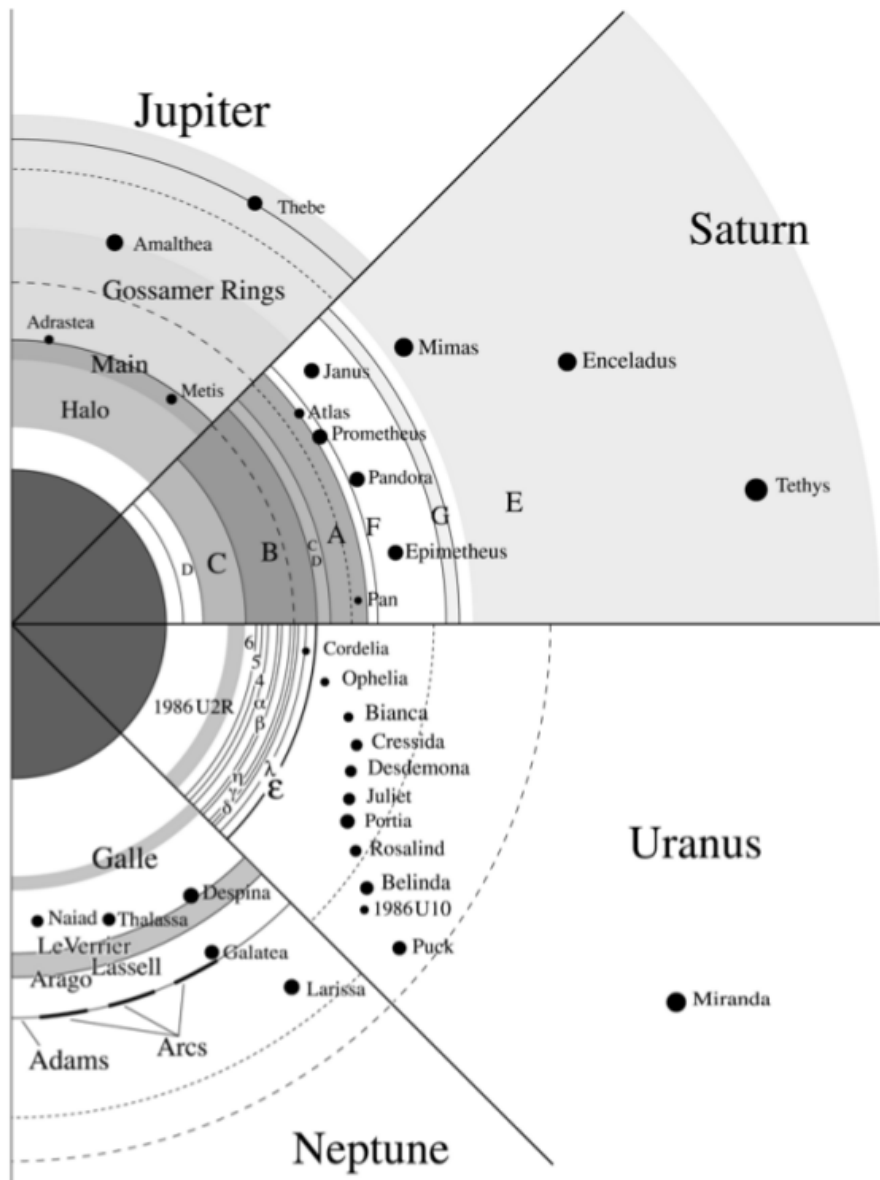 Jupiter
Thebe
Amalthea
Gossamer Rings
Adrastea
Main
Metis
Halo
Saturn
Mimas
Enceladus
Janus
Atlas
Prometheus
Pandora
Tethys
E
G
F
A
Epimetheus
B
C
D
C
D
Pan
Cordelia
6
5
4
α
β
Ophelia
1986 U2R
Bianca
Cressida
Desdemona
λ
η
γ
δ
ε
Juliet
Portia
Rosalind
Uranus
Belinda
1986U10
Puck
Miranda
Galle
Despina
Naiad
Thalassa
LeVerrier
Lassell
Arago
Galatea
Larissa
Arcs
Adams
Neptune